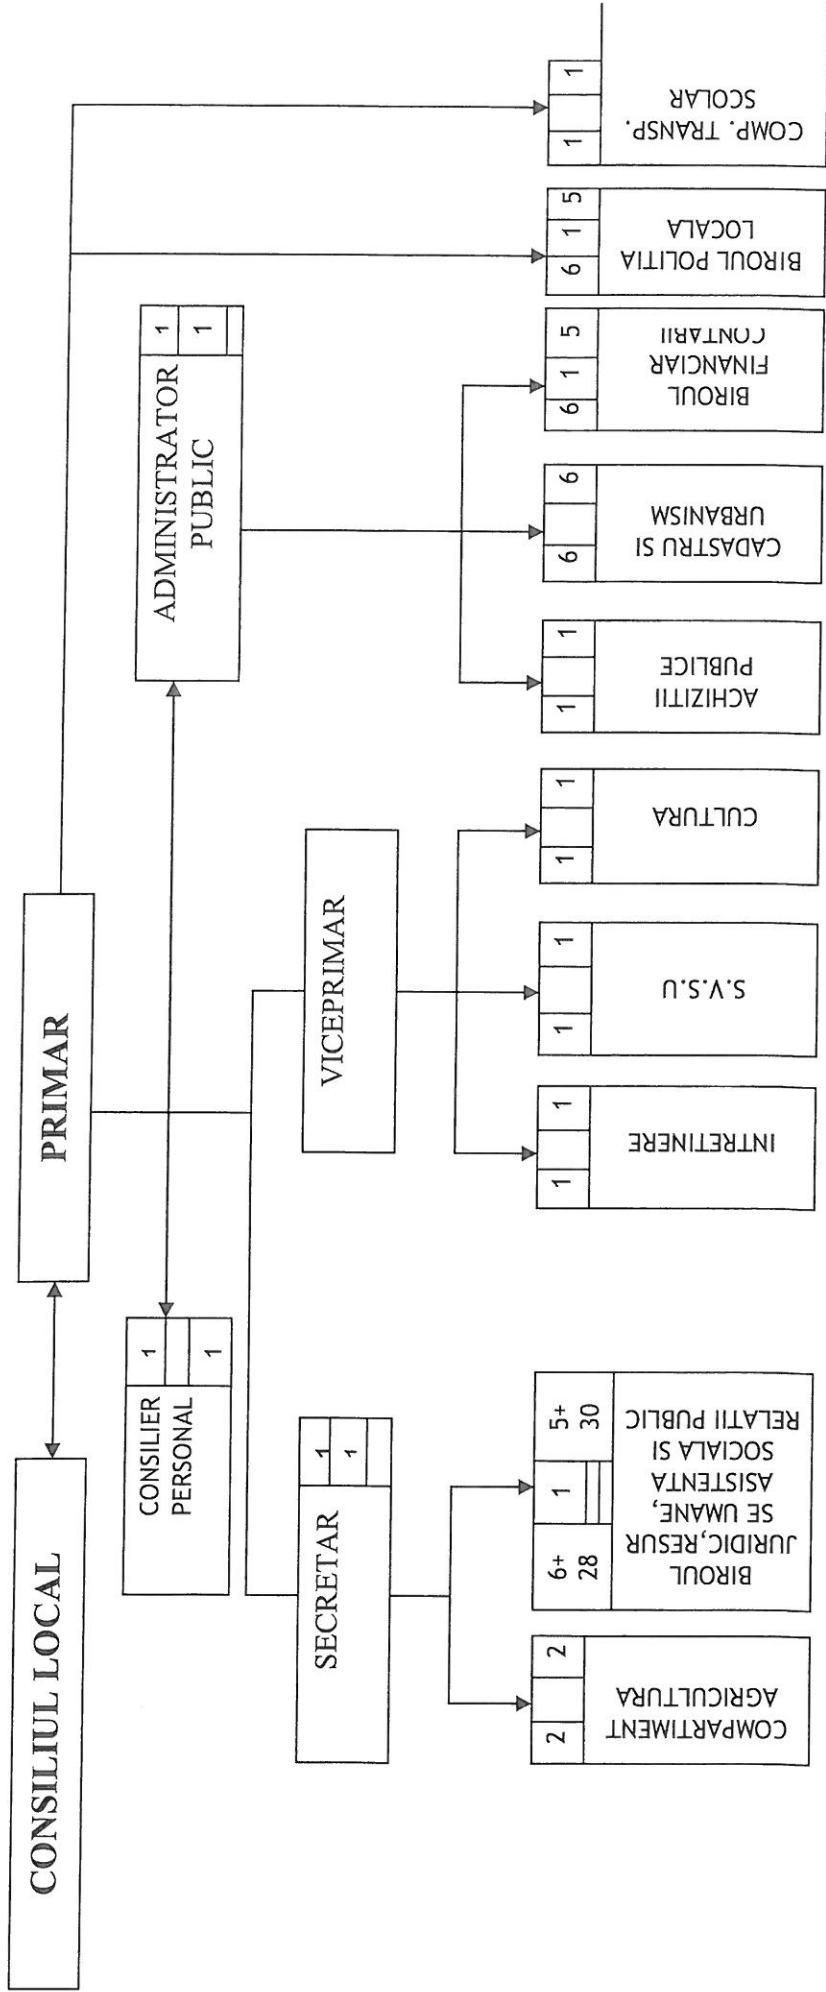 CONSILIUL LOCAL
PRIMAR
CONSILIER
PERSONAL
1
1
ADMINISTRATOR
PUBLIC
1
1
SECRETAR
1
1
VICEPRIMAR
2
2
COMPARTIMENT
AGRICULTURA
6+
28
1
5+
30
BIROUL
JURIDIC,RESUR
SE UMANE,
ASISTENTA
SOCIALA SI
RELATII PUBLIC
1
1
INTRETINERE
1
1
S.V.S.U
1
1
CULTURA
1
1
ACHIZITII
PUBLICE
6
6
CADASTRU SI
URBANISM
6
1
5
BIROUL
FINANCIAR
6
1
5
BIROUL POLITIA
LOCALA
1
1
COMP. TRANSP.
SCOLAR